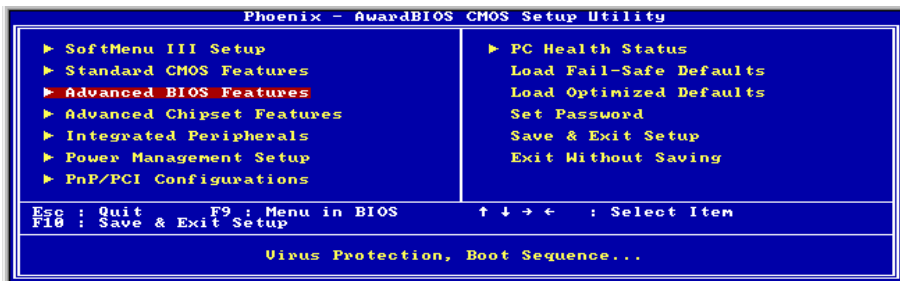 Phoenix - AwardBIOS CMOS Setup Utility
► SoftMenu III Setup
► Standard CMOS Features
► Advanced BIOS Features
► Advanced Chipset Features
► Integrated Peripherals
► Power Management Setup
► PnP/PCI Configurations
► PC Health Status
Load Fail-Safe Defaults
Load Optimized Defaults
Set Password
Save & Exit Setup
Exit Without Saving
Esc : Quit F9 : Menu in BIOS ↑ ↓ → ← : Select Item
F10 : Save & Exit Setup
Virus Protection, Boot Sequence...